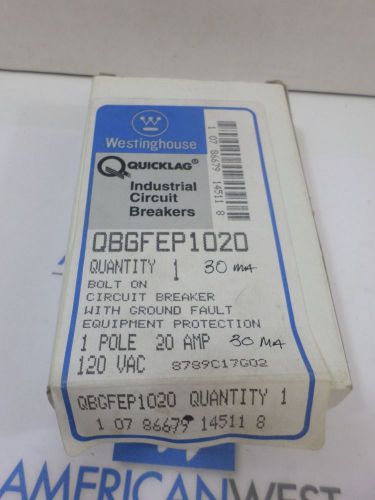 Westinghouse
QUICKLAG®
Industrial
Circuit
Breakers
1 07 86679 14511 8
QBGFEP1020
QUANTITY 1 30 MA
BOLT ON
CIRCUIT BREAKER
WITH GROUND FAULT
EQUIPMENT PROTECTION
1 POLE 20 AMP 30 MA
120 VAC 8789C17G02
QBGFEP1020 QUANTITY 1
1 07 86679 14511 8
AMERICAN WEST